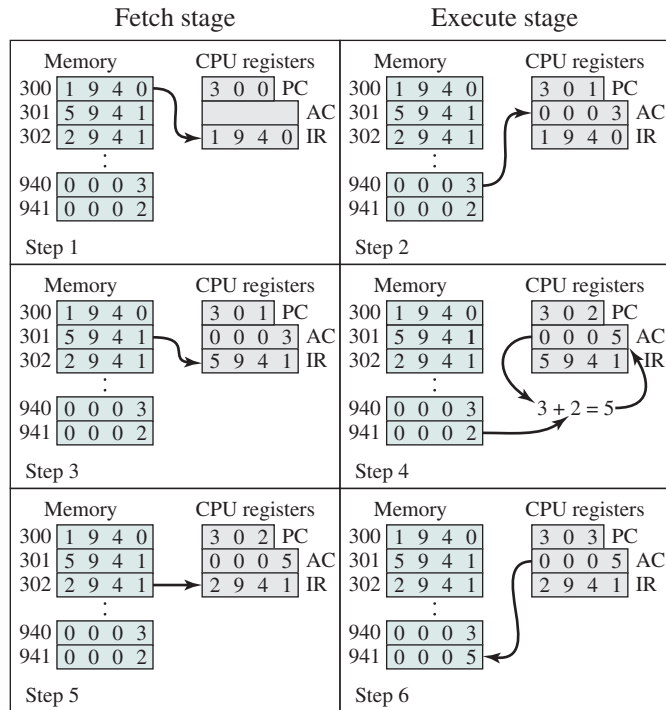 Fetch stage Execute stage
Memory CPU registers
300 1 9 4 0 3 0 0 PC
301 5 9 4 1 AC
302 2 9 4 1 1 9 4 0 IR
⋮
940 0 0 0 3
941 0 0 0 2
Step 1
Memory CPU registers
300 1 9 4 0 3 0 1 PC
301 5 9 4 1 0 0 0 3 AC
302 2 9 4 1 1 9 4 0 IR
⋮
940 0 0 0 3
941 0 0 0 2
Step 2
Memory CPU registers
300 1 9 4 0 3 0 1 PC
301 5 9 4 1 0 0 0 3 AC
302 2 9 4 1 5 9 4 1 IR
⋮
940 0 0 0 3
941 0 0 0 2
Step 3
Memory CPU registers
300 1 9 4 0 3 0 2 PC
301 5 9 4 1 0 0 0 5 AC
302 2 9 4 1 5 9 4 1 IR
⋮
940 0 0 0 3 3 + 2 = 5
941 0 0 0 2
Step 4
Memory CPU registers
300 1 9 4 0 3 0 2 PC
301 5 9 4 1 0 0 0 5 AC
302 2 9 4 1 2 9 4 1 IR
⋮
940 0 0 0 3
941 0 0 0 2
Step 5
Memory CPU registers
300 1 9 4 0 3 0 3 PC
301 5 9 4 1 0 0 0 5 AC
302 2 9 4 1 2 9 4 1 IR
⋮
940 0 0 0 3
941 0 0 0 5
Step 6